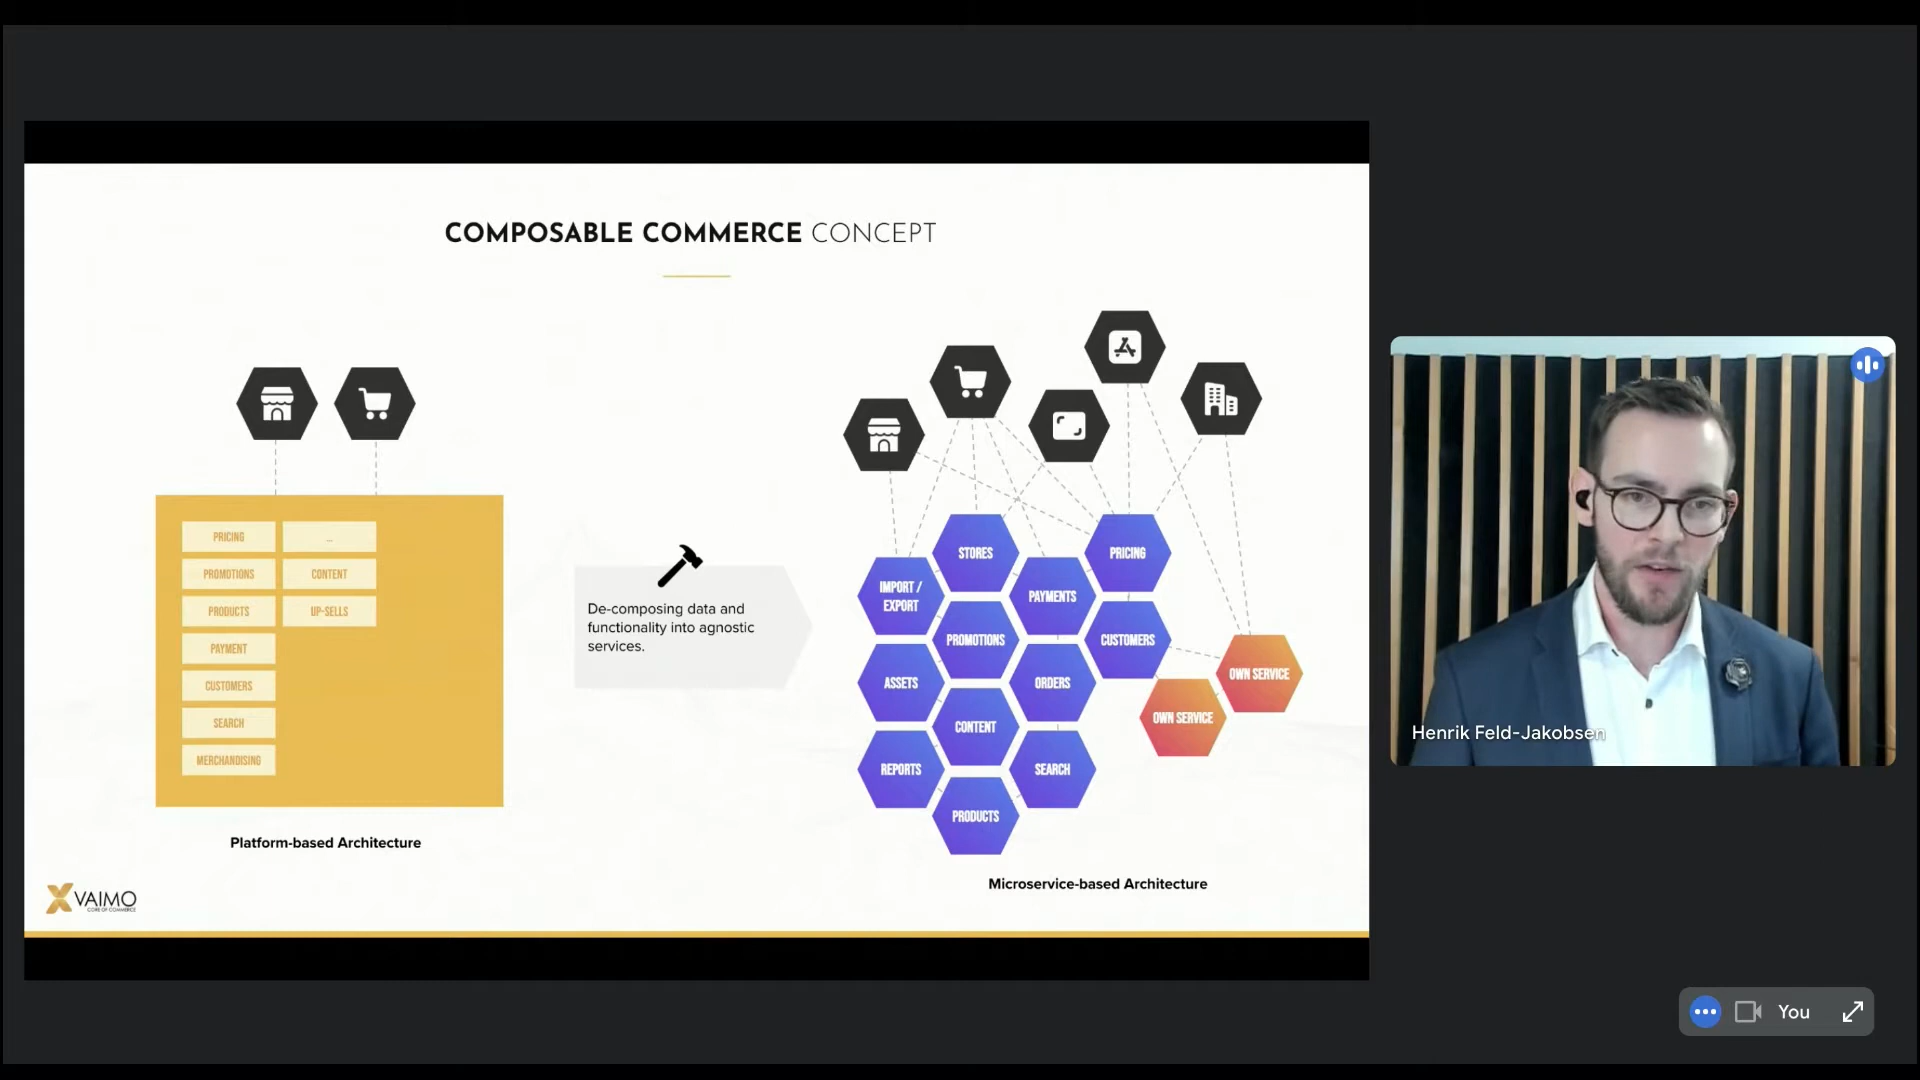 COMPOSABLE COMMERCE CONCEPT
PRICING
...
PROMOTIONS
CONTENT
PRODUCTS
UP-SELLS
PAYMENT
CUSTOMERS
SEARCH
MERCHANDISING
Platform-based Architecture
De-composing data and
functionality into agnostic
services.
STORES
PRICING
IMPORT /
EXPORT
PAYMENTS
PROMOTIONS
CUSTOMERS
ASSETS
ORDERS
OWN SERVICE
CONTENT
OWN SERVICE
REPORTS
SEARCH
PRODUCTS
Microservice-based Architecture
VAIMO
CORE OF COMMERCE
Henrik Feld-Jakobsen
You